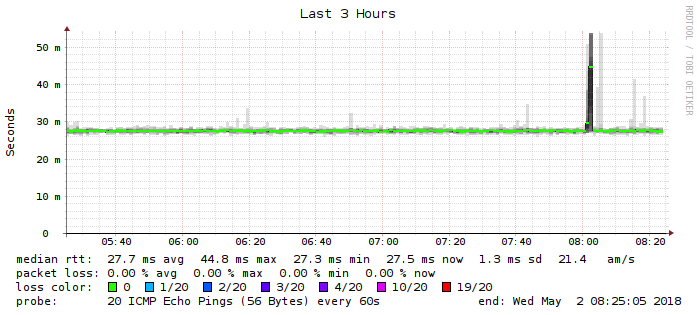 Last 3 Hours
RRDTOOL / TOBI OETIKER
Seconds
50 m
40 m
30 m
20 m
10 m
0
05:40 06:00 06:20 06:40 07:00 07:20 07:40 08:00 08:20
median rtt: 27.7 ms avg 44.8 ms max 27.3 ms min 27.5 ms now 1.3 ms sd 21.4 am/s
packet loss: 0.00 % avg 0.00 % max 0.00 % min 0.00 % now
loss color: 0 1/20 2/20 3/20 4/20 10/20 19/20
probe: 20 ICMP Echo Pings (56 Bytes) every 60s end: Wed May 2 08:25:05 2018